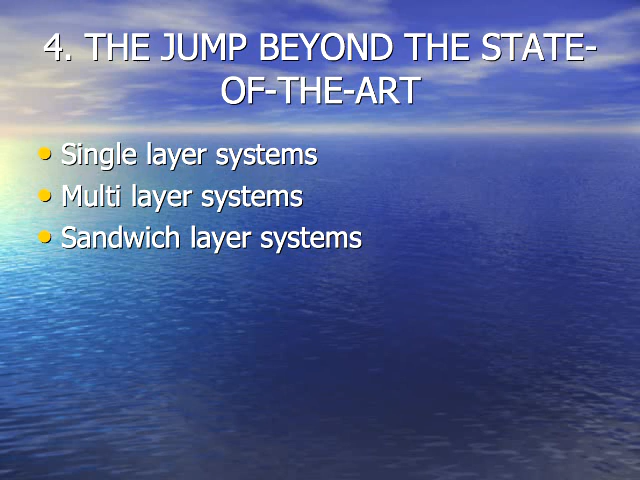 4. THE JUMP BEYOND THE STATE-
OF-THE-ART
• Single layer systems
• Multi layer systems
• Sandwich layer systems